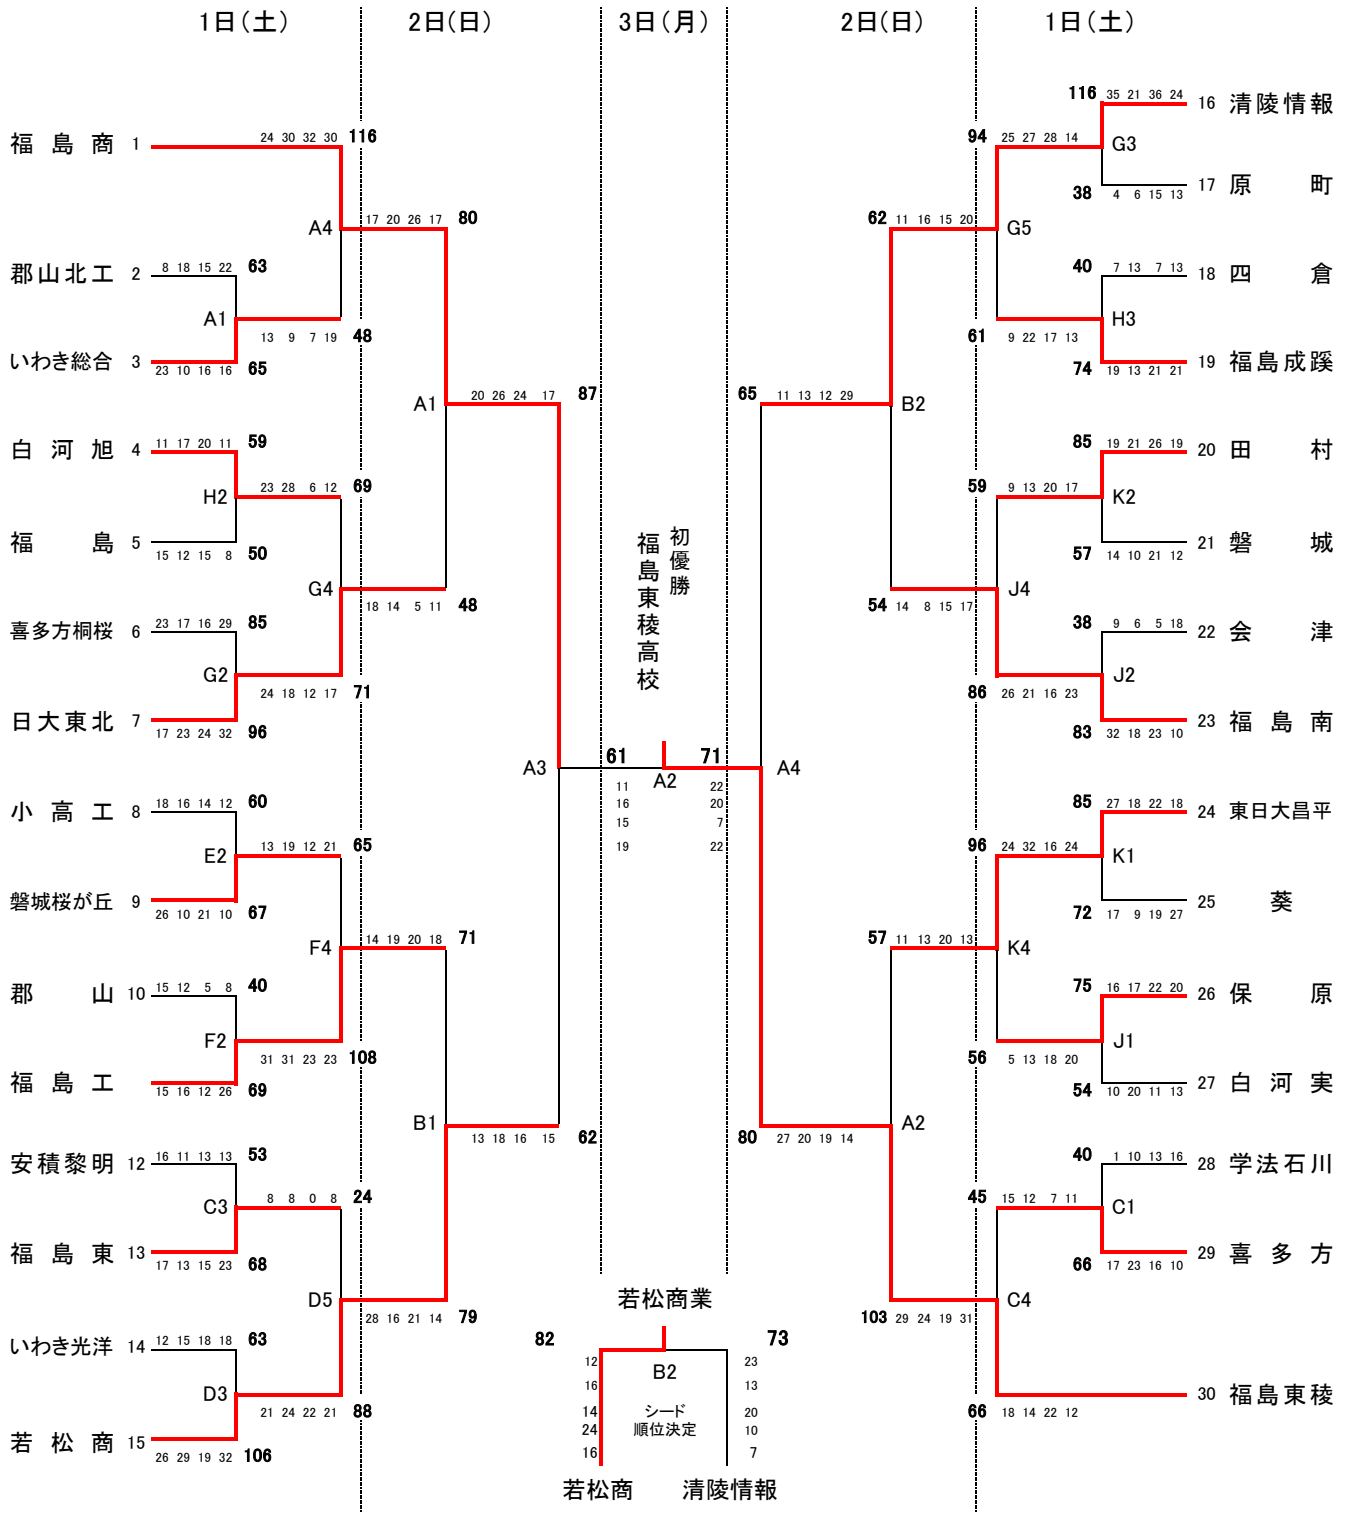 1日（土） 2日（日） 3日（月） 2日（日） 1日（土）
福島商 1 24 30 32 30 116
A4 17 20 26 17 80
郡山北工 2 8 18 15 22 63
A1 13 9 7 19 48
いわき総合 3 23 10 16 16 65
A1 20 26 24 17 87
白河旭 4 11 17 20 11 59
H2 23 28 6 12 69
福島 5 15 12 15 8 50
G4 18 14 5 11 48
喜多方桐桜 6 23 17 16 29 85
G2 24 18 12 17 71
日大東北 7 17 23 24 32 96
A3
小高工 8 18 16 14 12 60
E2 13 19 12 21 65
磐城桜が丘 9 26 10 21 10 67
F4 14 19 20 18 71
郡山 10 15 12 5 8 40
F2 31 31 23 23 108
福島工 15 16 12 26 69
B1 13 18 16 15 62
安積黎明 12 16 11 13 13 53
C3 8 8 0 8 24
福島東 13 17 13 15 23 68
D5 28 16 21 14 79
いわき光洋 14 12 15 18 18 63
D3 21 24 22 21 88
若松商 15 26 29 19 32 106
初優勝
福島東稜高校
61 71
A2
11 22
16 20
15 7
19 22
116 35 21 36 24 16 清陵情報
94 25 27 28 14 G3
38 4 6 15 13 17 原町
62 11 16 15 20 G5
40 7 13 7 13 18 四倉
61 9 22 17 13 H3
74 19 13 21 21 19 福島成蹊
65 11 13 12 29 B2
85 19 21 26 19 20 田村
59 9 13 20 17 K2
57 14 10 21 12 21 磐城
54 14 8 15 17 J4
38 9 6 5 18 22 会津
86 26 21 16 23 J2
83 32 18 23 10 23 福島南
A4
85 27 18 22 18 24 東日大昌平
96 24 32 16 24 K1
72 17 9 19 27 25 葵
57 11 13 20 13 K4
75 16 17 22 20 26 保原
56 5 13 18 20 J1
54 10 20 11 13 27 白河実
80 27 20 19 14 A2
40 1 10 13 16 28 学法石川
45 15 12 7 11 C1
66 17 23 16 10 29 喜多方
103 29 24 19 31 C4
66 18 14 22 12 30 福島東稜
若松商業
82 73
B2
12 23
16 13
シード
順位決定
14 20
24 10
16 7
若松商 清陵情報